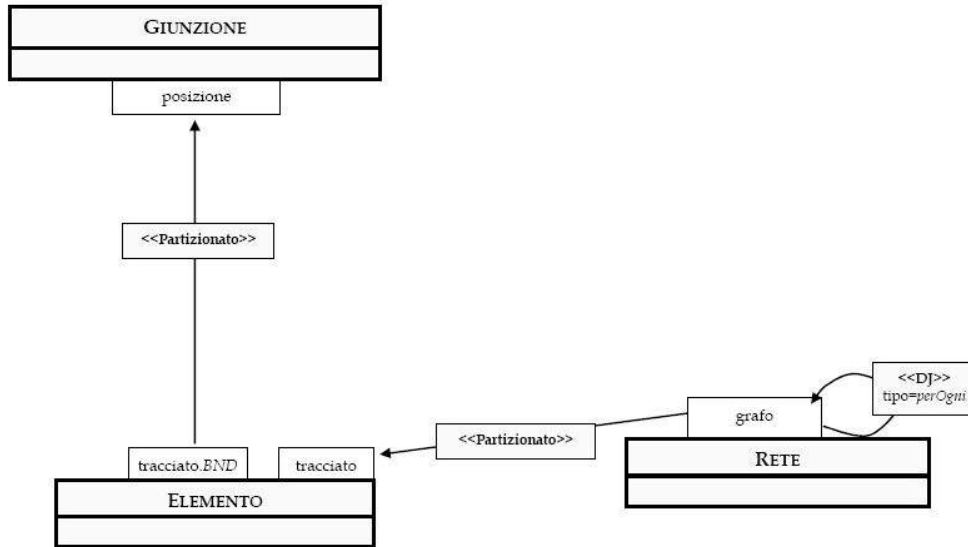 GIUNZIONE
posizione
<<Partizionato>>
<<DJ>>
tipo=perOgni
grafo
<<Partizionato>>
RETE
tracciato.BND
tracciato
ELEMENTO